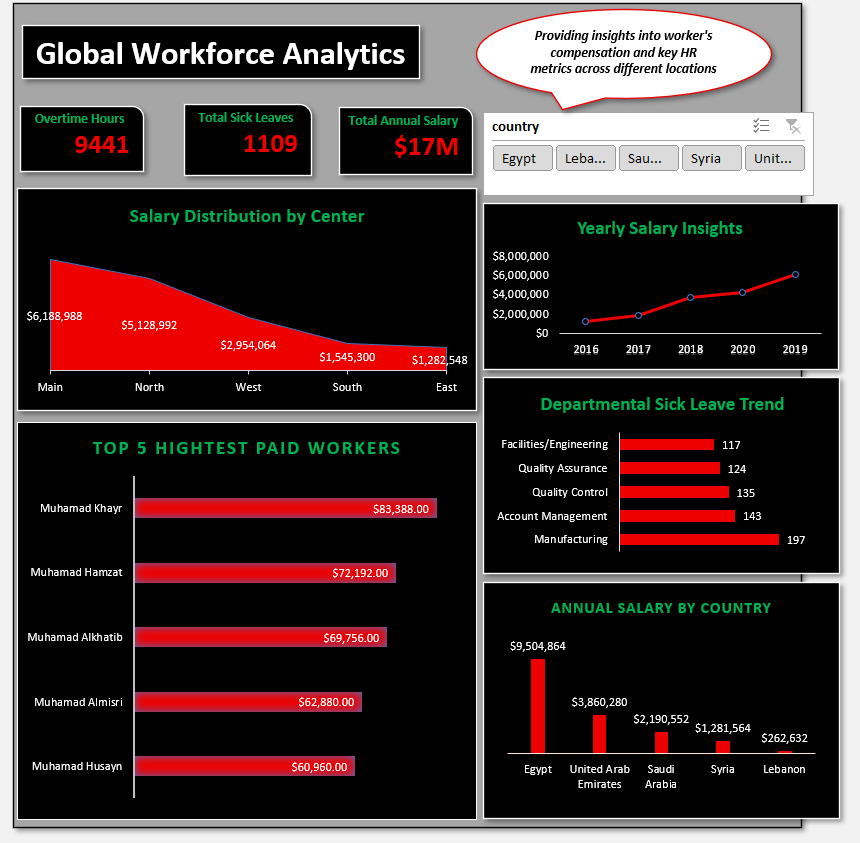 Global Workforce Analytics
Providing insights into worker's
compensation and key HR
metrics across different locations
Overtime Hours
9441
Total Sick Leaves
1109
Total Annual Salary
$17M
country
Egypt
Leba...
Sau...
Syria
Unit...
Salary Distribution by Center
$6,188,988
$5,128,992
$2,954,064
$1,545,300
$1,282,548
Main North West South East
Yearly Salary Insights
$8,000,000
$6,000,000
$4,000,000
$2,000,000
$0
2016 2017 2018 2020 2019
TOP 5 HIGHTEST PAID WORKERS
Muhamad Khayr $83,388.00
Muhamad Hamzat $72,192.00
Muhamad Alkhatib $69,756.00
Muhamad Almisri $62,880.00
Muhamad Husayn $60,960.00
Departmental Sick Leave Trend
Facilities/Engineering 117
Quality Assurance 124
Quality Control 135
Account Management 143
Manufacturing 197
ANNUAL SALARY BY COUNTRY
$9,504,864
$3,860,280
$2,190,552
$1,281,564
$262,632
Egypt
United Arab
Emirates
Saudi
Arabia
Syria
Lebanon